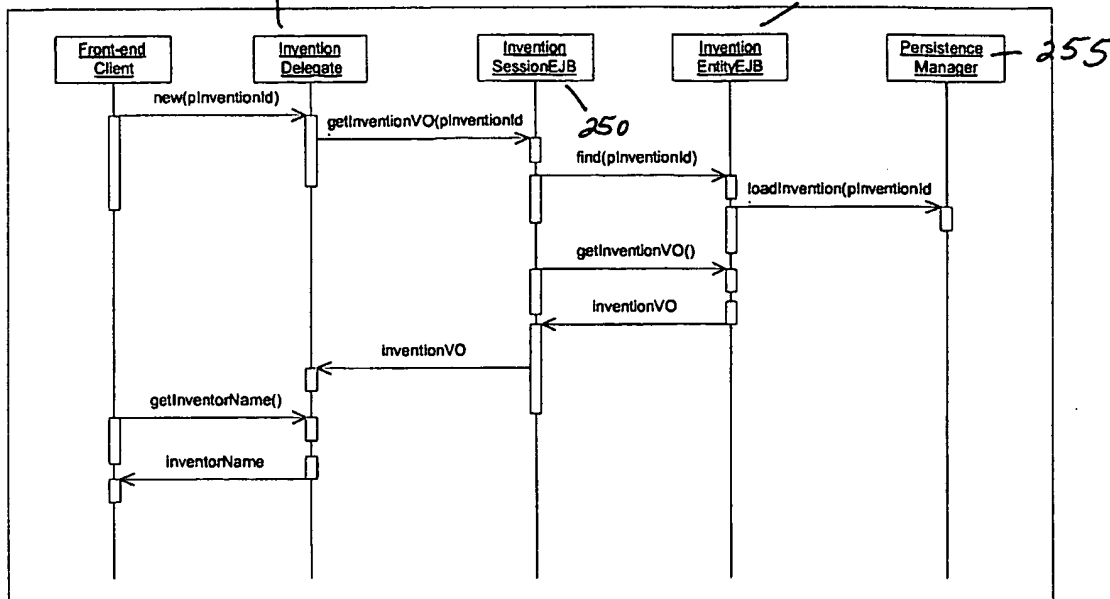 Front-end
Client
Invention
Delegate
Invention
SessionEJB
Invention
EntityEJB
Persistence
Manager
255
new(pInventionId)
getInventionVO(pInventionId
250
find(pInventionId)
loadInvention(pInventionId
getInventionVO()
inventionVO
inventionVO
getInventorName()
inventorName